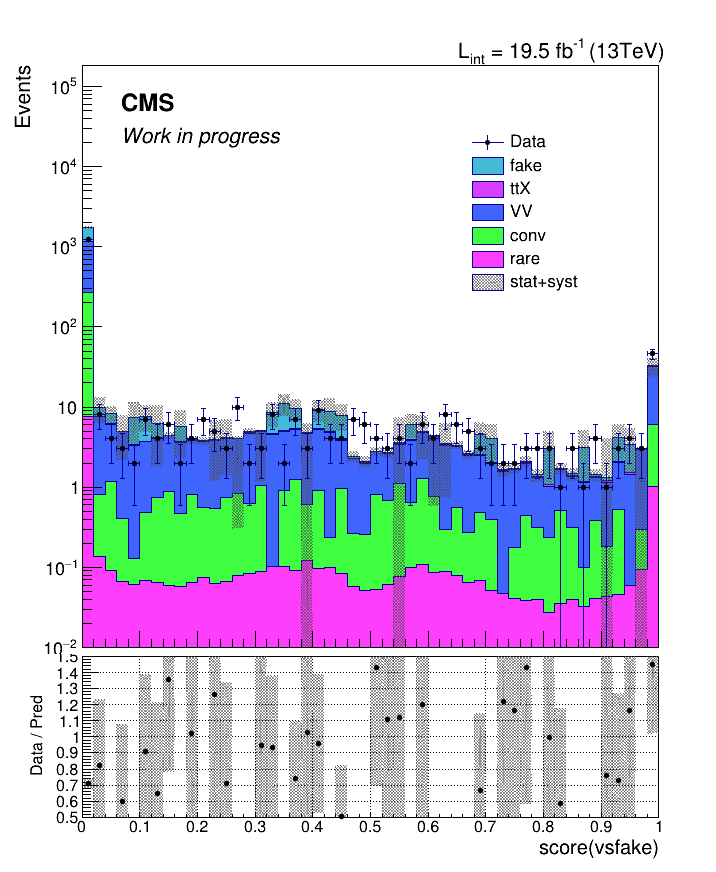 L_int = 19.5 fb^-1 (13TeV)
Events
CMS
Work in progress
Data
fake
ttX
VV
conv
rare
stat+syst
10^5
10^4
10^3
10^2
10
1
10^-1
10^-2
Data / Pred
1.5
1.4
1.3
1.2
1.1
1
0.9
0.8
0.7
0.6
0.5
0 0.1 0.2 0.3 0.4 0.5 0.6 0.7 0.8 0.9 1
score(vsfake)